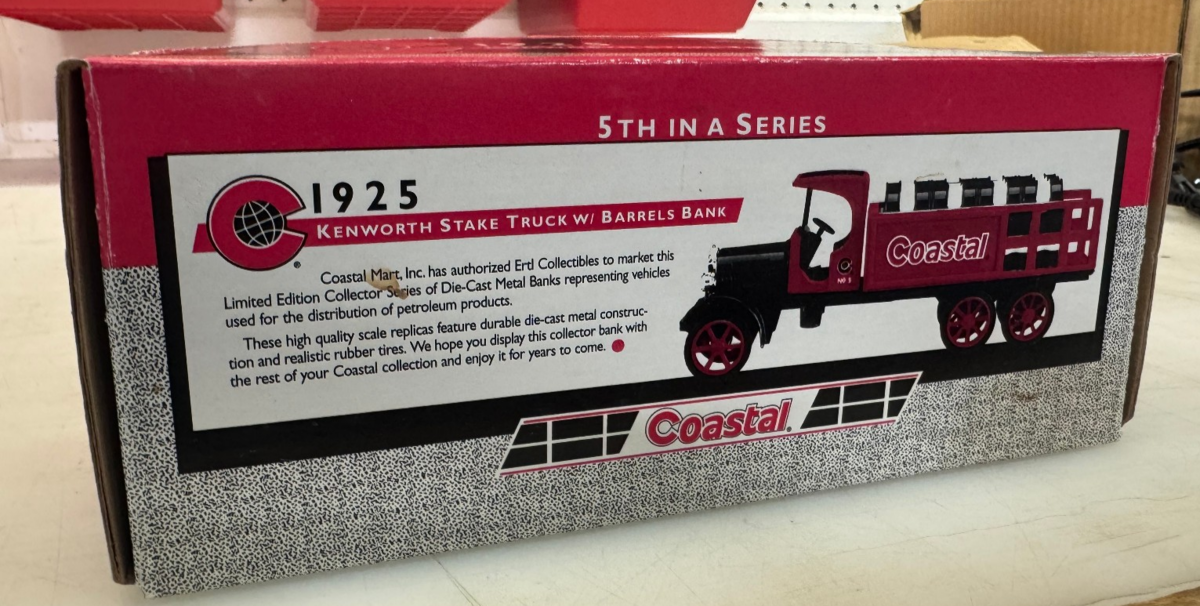 5TH IN A SERIES
1925
KENWORTH STAKE TRUCK W/ BARRELS BANK
®
Coastal Mart, Inc. has authorized Ertl Collectibles to market this
Limited Edition Collector Series of Die-Cast Metal Banks representing vehicles
used for the distribution of petroleum products.
These high quality scale replicas feature durable die-cast metal construc-
tion and realistic rubber tires. We hope you display this collector bank with
the rest of your Coastal collection and enjoy it for years to come.
Coastal
NO 5
Coastal®